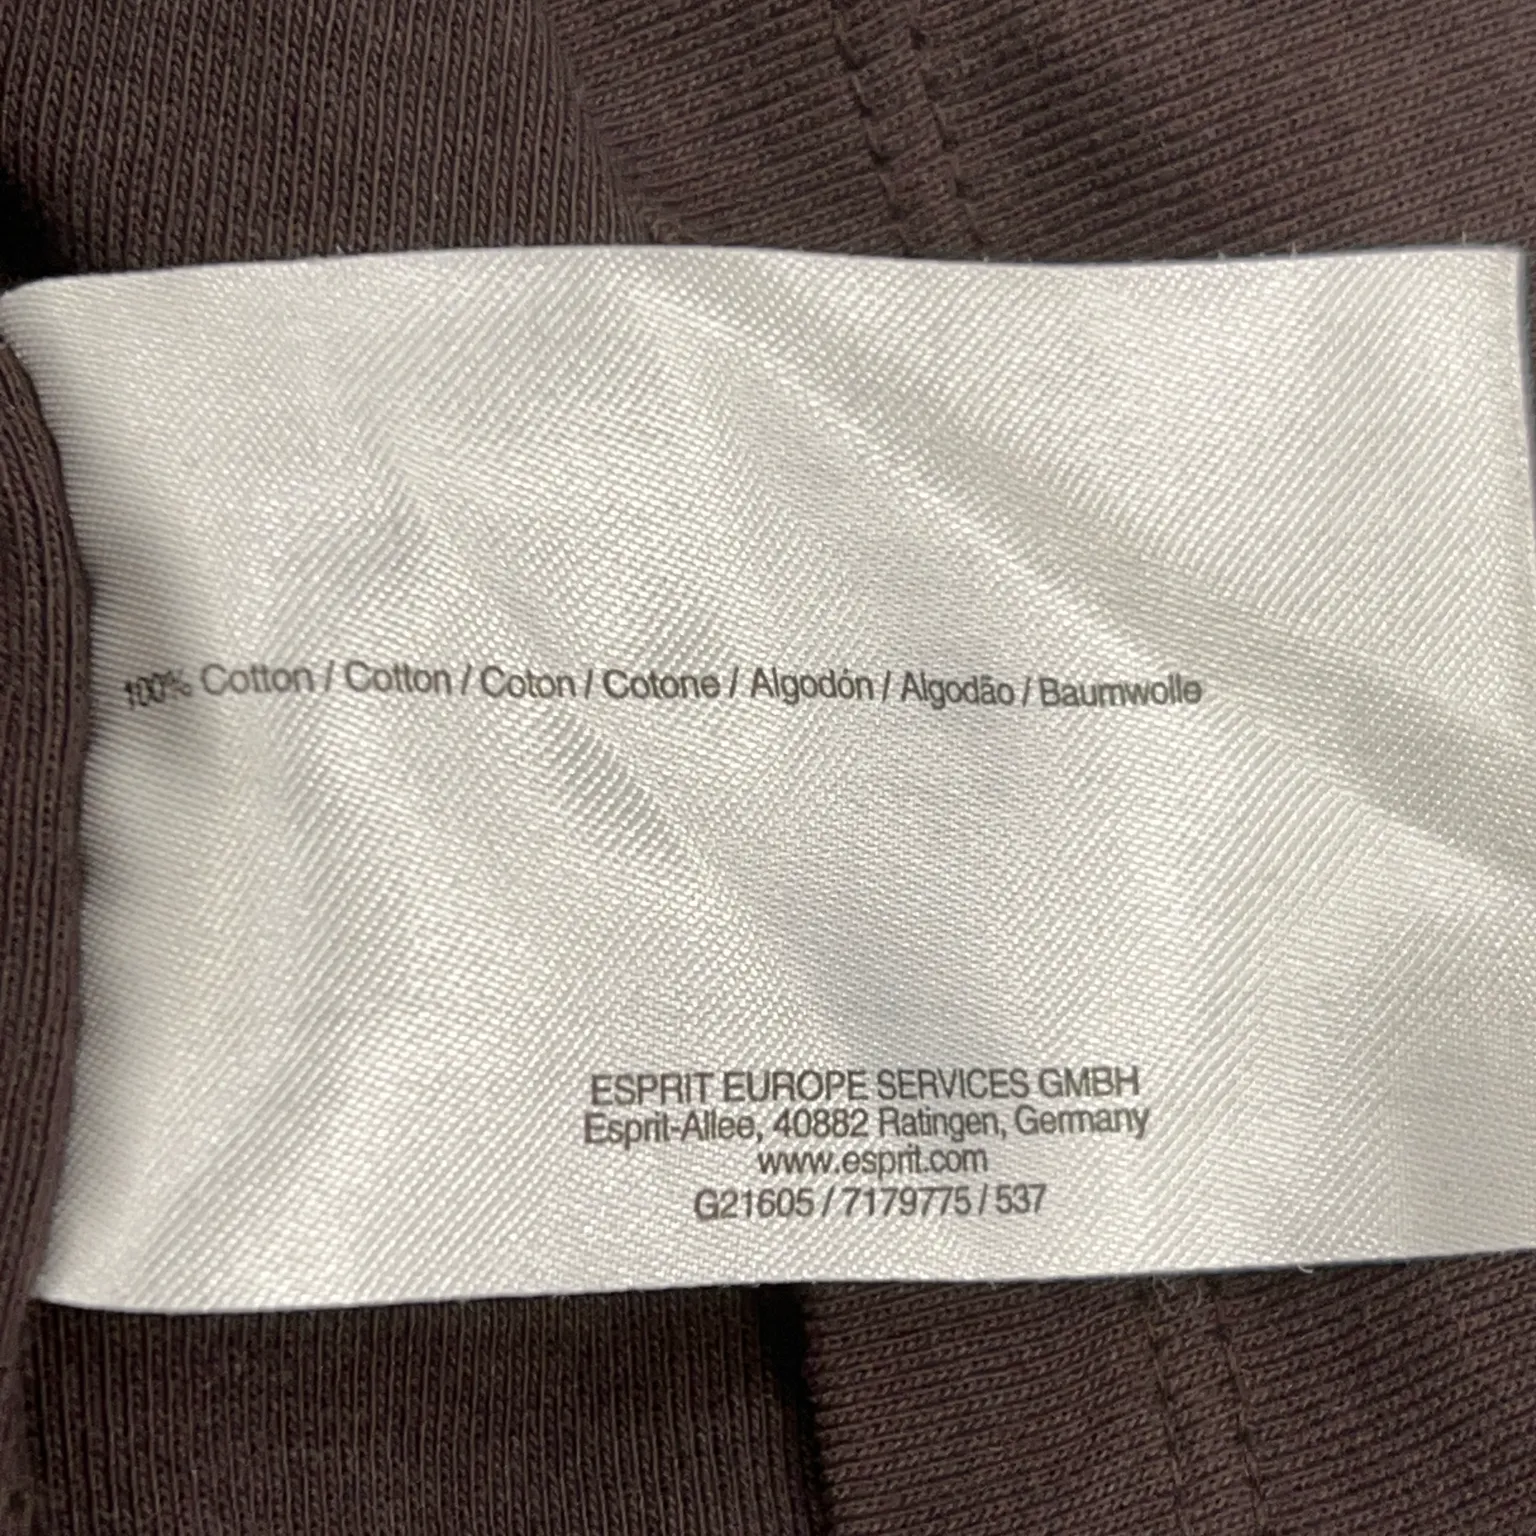 100% Cotton / Cotton / Coton / Cotone / Algodón / Algodão / Baumwolle
ESPRIT EUROPE SERVICES GMBH
Esprit-Allee, 40882 Ratingen, Germany
www.esprit.com
G21605 / 7179775 / 537